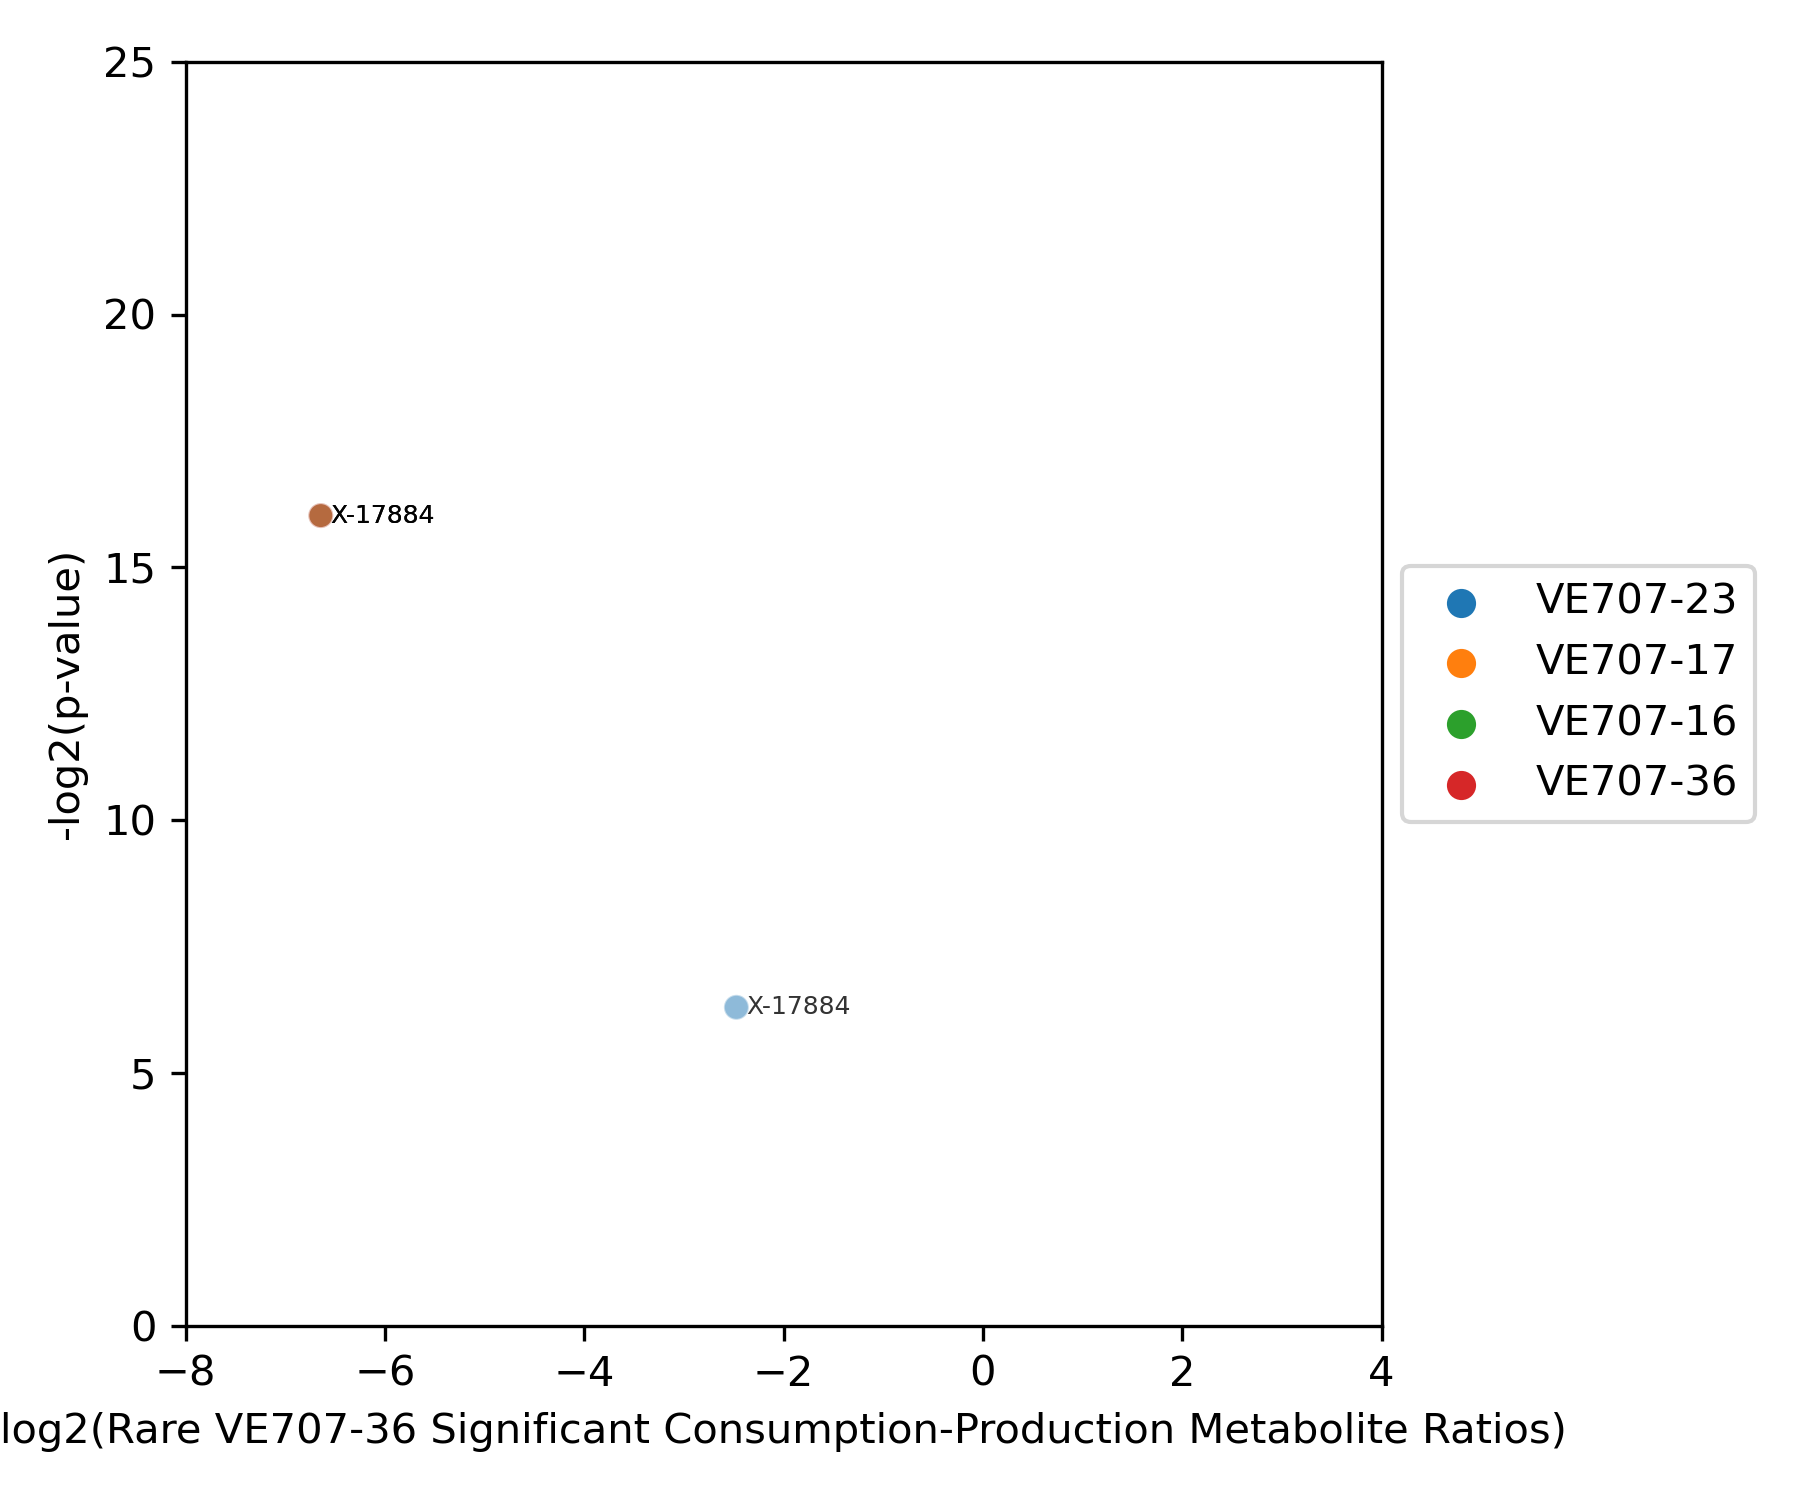 25
20
15
10
5
0
-log2(p-value)
X-17884
X-17884
−8
−6
−4
−2
0
2
4
log2(Rare VE707-36 Significant Consumption-Production Metabolite Ratios)
VE707-23
VE707-17
VE707-16
VE707-36